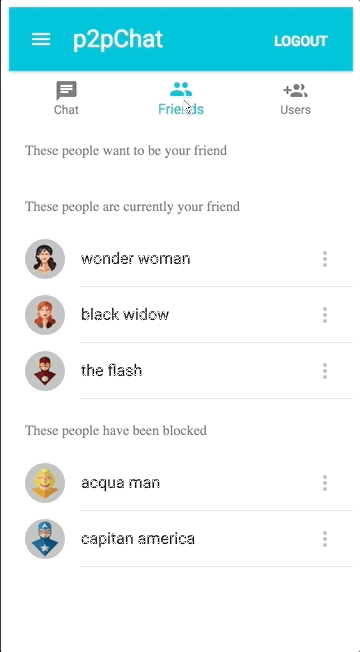 p2pChat
LOGOUT
Chat
Friends
Users
These people want to be your friend
These people are currently your friend
wonder woman
black widow
the flash
These people have been blocked
acqua man
capitan america